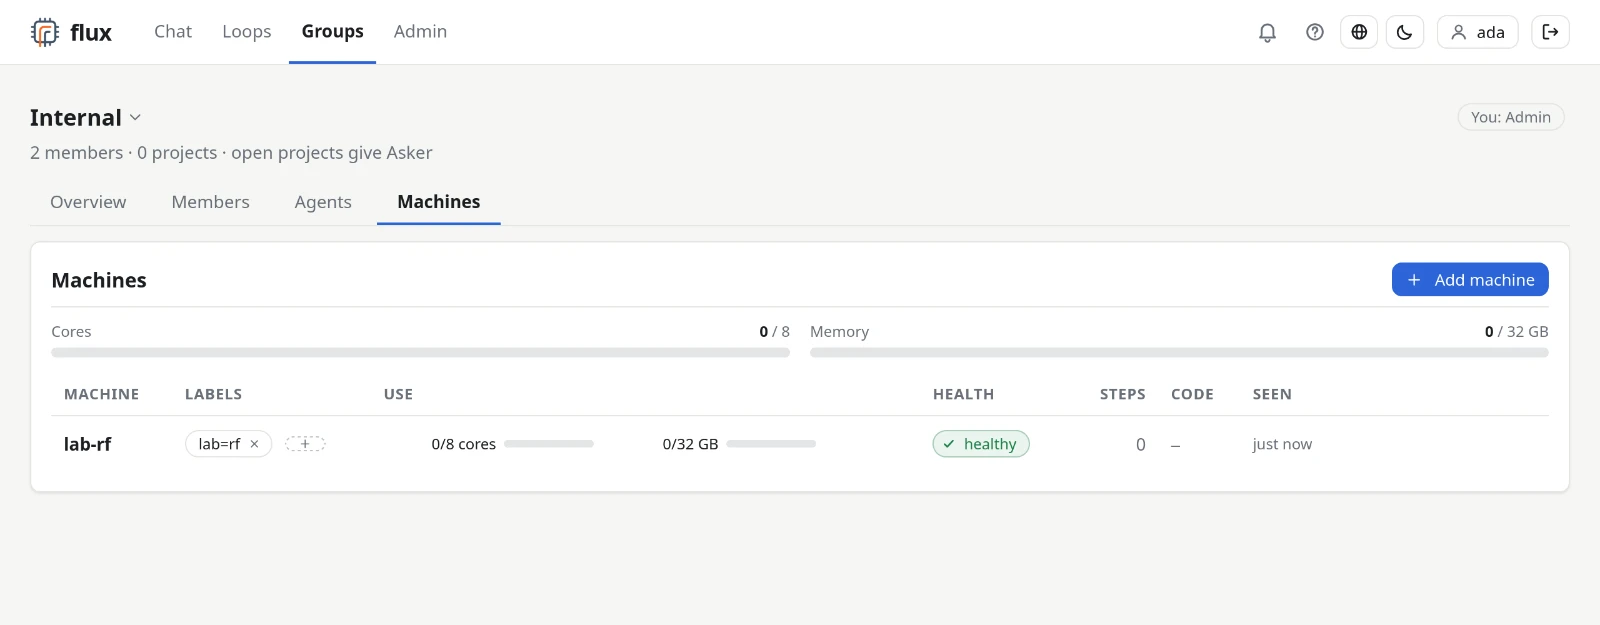 flux Chat Loops Groups Admin ada
Internal You: Admin
2 members · 0 projects · open projects give Asker
Overview Members Agents Machines
Machines + Add machine
Cores 0 / 8 Memory 0 / 32 GB
MACHINE LABELS USE HEALTH STEPS CODE SEEN
lab-rf lab=rf × + 0/8 cores 0/32 GB healthy 0 – just now